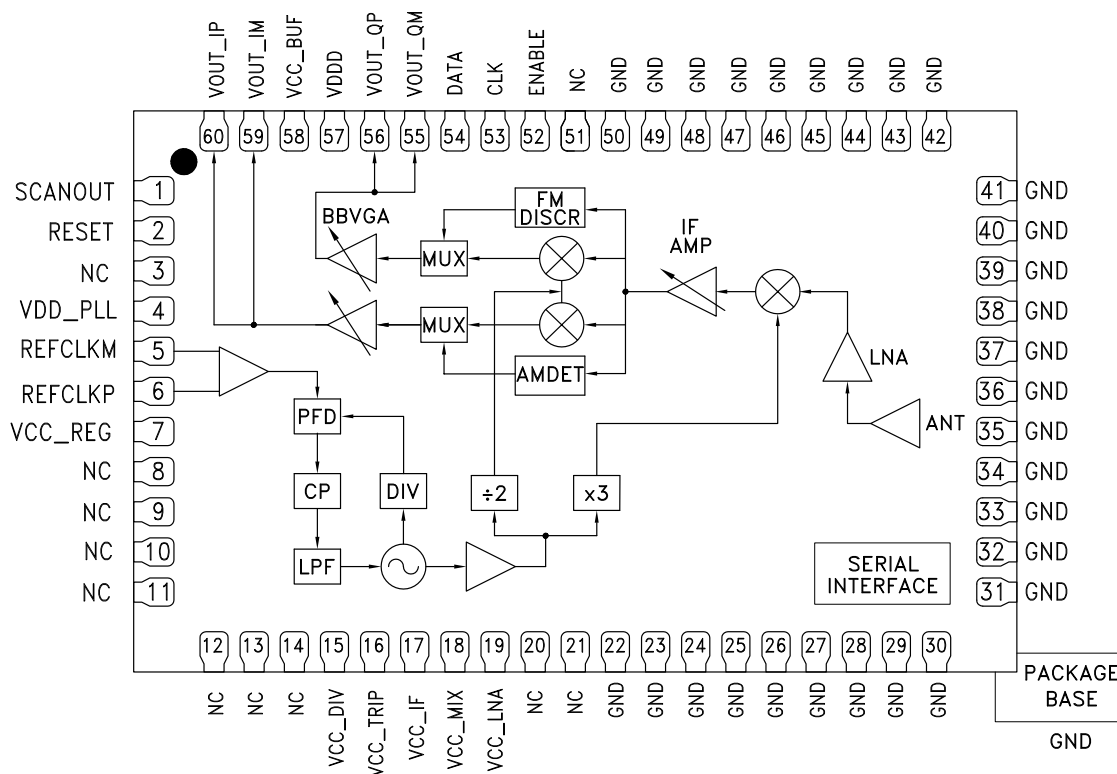 VOUT_IP
VOUT_IM
VCC_BUF
VDDD
VOUT_QP
VOUT_QM
DATA
CLK
ENABLE
NC
GND
GND
GND
GND
GND
GND
GND
GND
GND
60 59 58 57 56 55 54 53 52 51 50 49 48 47 46 45 44 43 42
SCANOUT 1
RESET 2
NC 3
VDD_PLL 4
REFCLKM 5
REFCLKP 6
VCC_REG 7
NC 8
NC 9
NC 10
NC 11
BBVGA
FM
DISCR
MUX
IF
AMP
MUX
AMDET
LNA
ANT
PFD
CP
DIV
÷2
x3
LPF
SERIAL
INTERFACE
41 GND
40 GND
39 GND
38 GND
37 GND
36 GND
35 GND
34 GND
33 GND
32 GND
31 GND
12 13 14 15 16 17 18 19 20 21 22 23 24 25 26 27 28 29 30
NC
NC
NC
VCC_DIV
VCC_TRIP
VCC_IF
VCC_MIX
VCC_LNA
NC
NC
GND
GND
GND
GND
GND
GND
GND
GND
GND
PACKAGE
BASE
GND